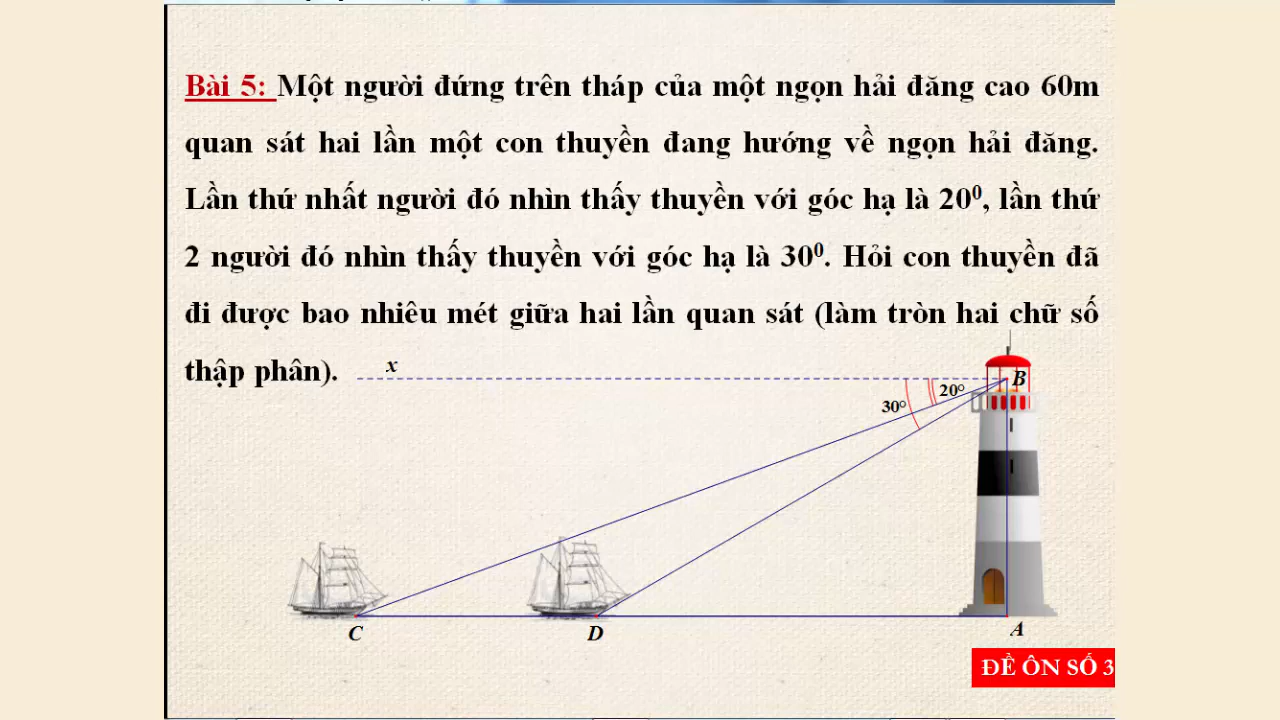 Bài 5: Một người đứng trên tháp của một ngọn hải đăng cao 60m
quan sát hai lần một con thuyền đang hướng về ngọn hải đăng.
Lần thứ nhất người đó nhìn thấy thuyền với góc hạ là 20⁰, lần thứ
2 người đó nhìn thấy thuyền với góc hạ là 30⁰. Hỏi con thuyền đã
đi được bao nhiêu mét giữa hai lần quan sát (làm tròn hai chữ số
thập phân).
x
B
20°
30°
C
D
A
ĐỀ ÔN SỐ 3